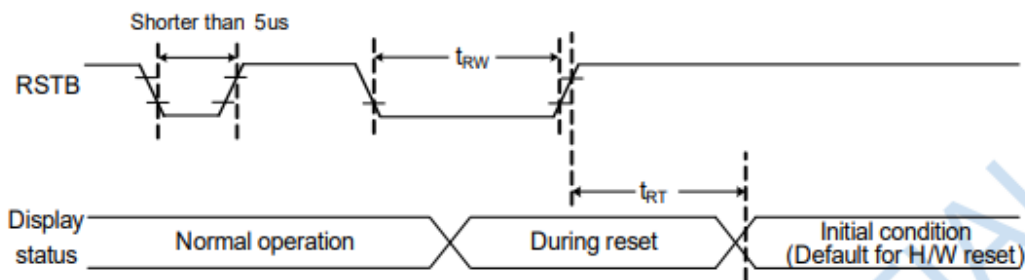 Shorter than 5us
tRW
RSTB
tRT
Display
status
Normal operation
During reset
Initial condition
(Default for H/W reset)